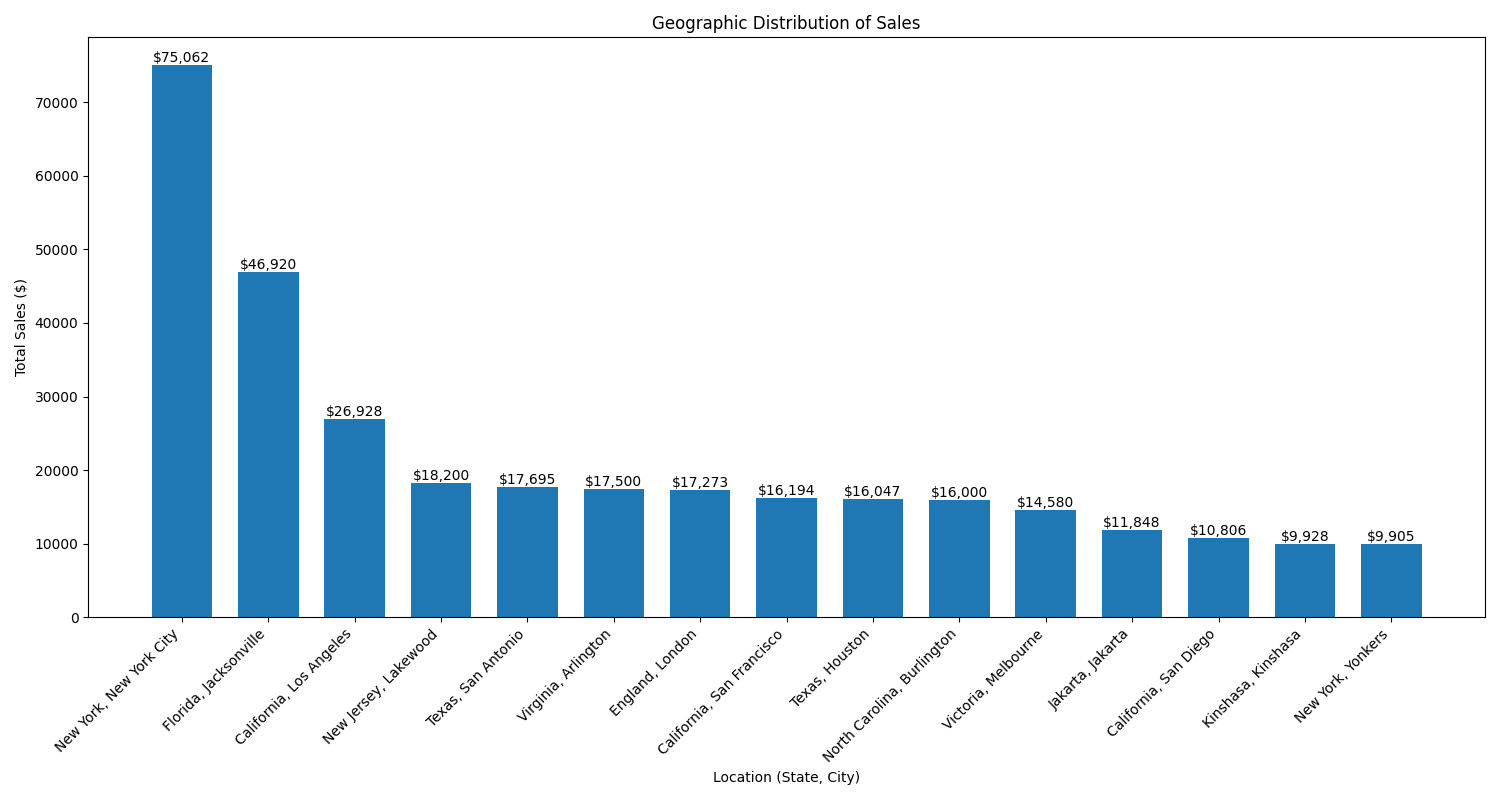 Geographic Distribution of Sales
Total Sales ($)
70000
60000
50000
40000
30000
20000
10000
0
$75,062
$46,920
$26,928
$18,200
$17,695
$17,500
$17,273
$16,194
$16,047
$16,000
$14,580
$11,848
$10,806
$9,928
$9,905
New York, New York City
Florida, Jacksonville
California, Los Angeles
New Jersey, Lakewood
Texas, San Antonio
Virginia, Arlington
England, London
California, San Francisco
Texas, Houston
North Carolina, Burlington
Victoria, Melbourne
Jakarta, Jakarta
California, San Diego
Kinshasa, Kinshasa
New York, Yonkers
Location (State, City)